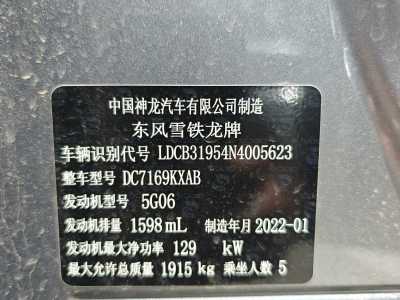 中国神龙汽车有限公司制造
东风雪铁龙牌
车辆识别代号 LDCB31954N4005623
整车型号 DC7169KXAB
发动机型号 5G06
发动机排量 1598mL 制造年月 2022-01
发动机最大净功率 129 kW
最大允许总质量 1915 kg 乘坐人数 5